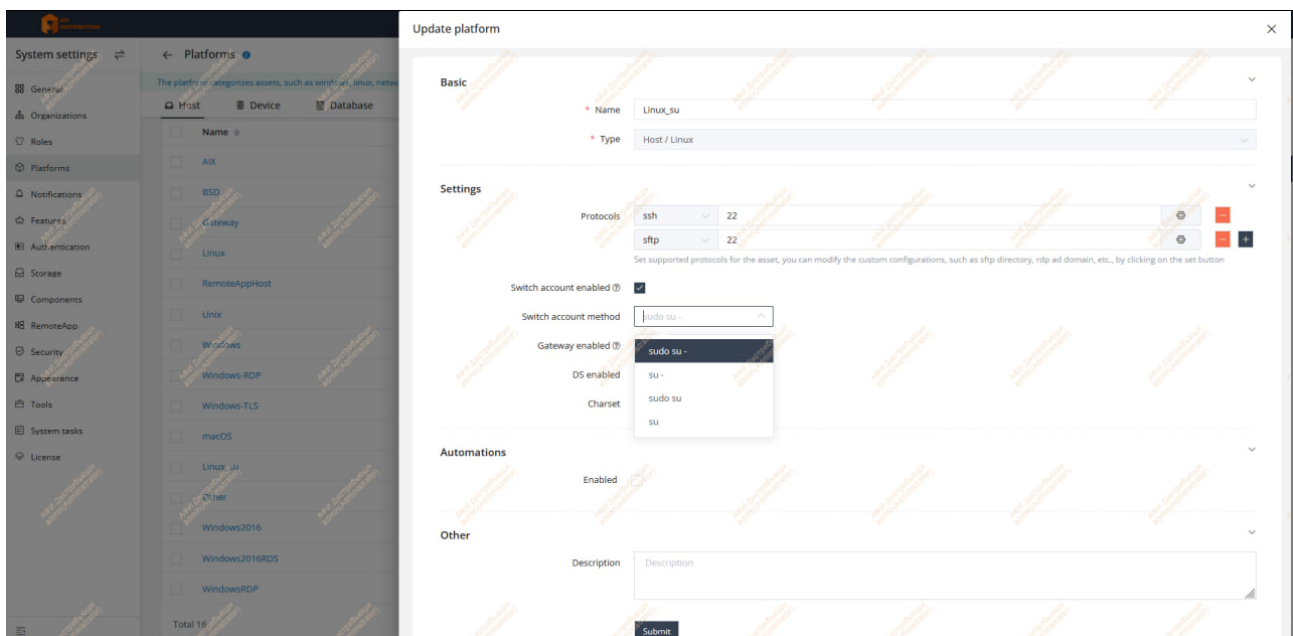 Update platform
System settings
General
Organizations
Roles
Platforms
Notifications
Features
Authentication
Storage
Components
RemoteApp
Security
Appearance
Tools
System tasks
License
← Platforms
The platform categorizes assets, such as windows, linux,
Host Device Database
Name
AIX
BSD
Gateway
Linux
RemoteAppHost
Unix
Windows
Windows-RDP
Windows-TLS
macOS
Linux_su
Other
Windows2016
Windows2016RDS
WindowsRDP
Total 16
Basic
* Name Linux_su
* Type Host / Linux
Settings
Protocols ssh 22
sftp 22
Set supported protocols for the asset, you can modify the custom configurations, such as sftp directory, rdp ad domain, etc., by clicking on the set button
Switch account enabled
Switch account method sudo su -
Gateway enabled
sudo su -
DS enabled
su -
Charset
sudo su
su
Automations
Enabled
Other
Description Description
Submit